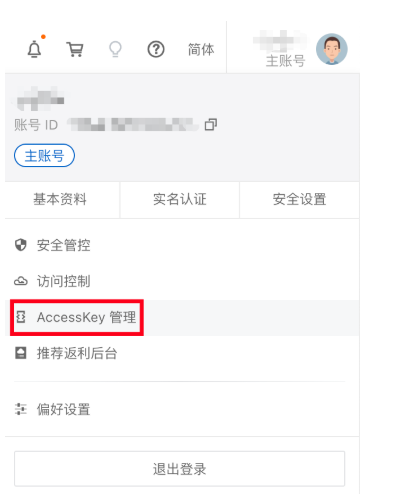 简体
主账号
账号 ID
主账号
基本资料 实名认证 安全设置
安全管控
访问控制
AccessKey 管理
推荐返利后台
偏好设置
退出登录